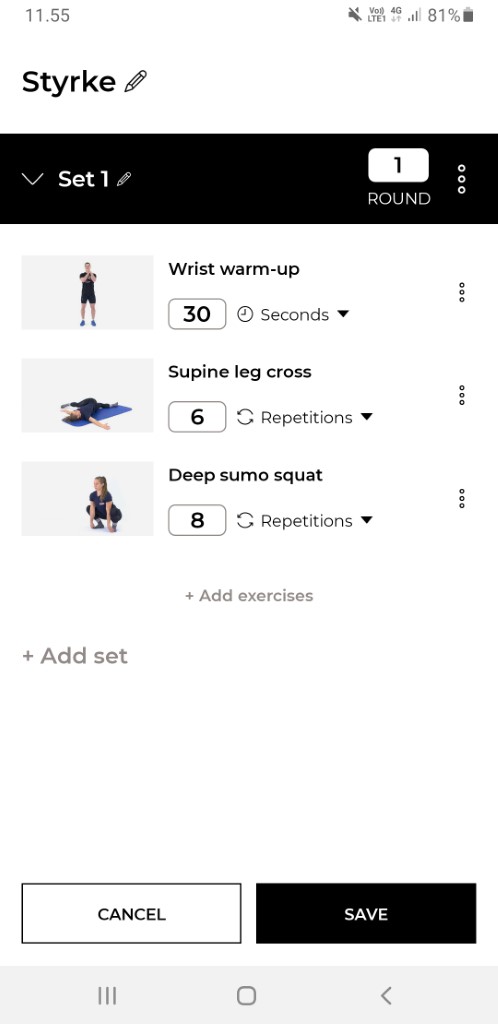 11.55
Vo)) 4G
LTE1 81%
Styrke
Set 1
1
ROUND
Wrist warm-up
30 Seconds
Supine leg cross
6 Repetitions
Deep sumo squat
8 Repetitions
+ Add exercises
+ Add set
CANCEL
SAVE